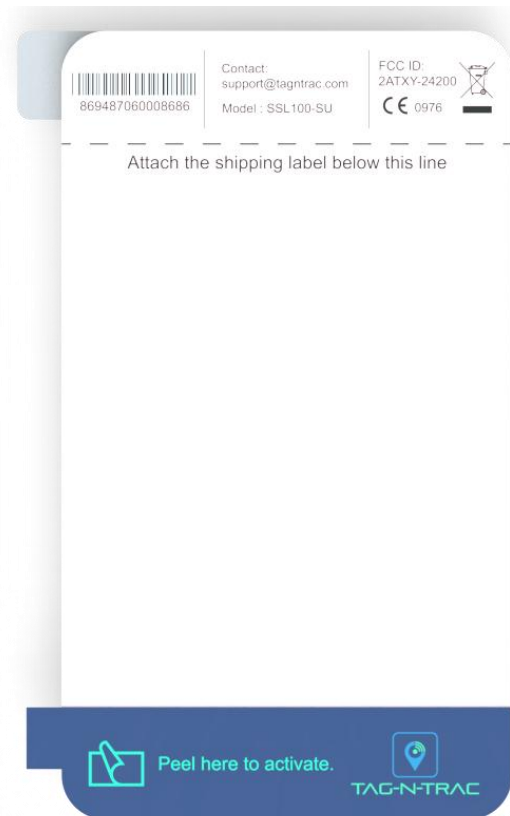 869487060008686
Contact:
support@tagntrac.com
Model : SSL100-SU
FCC ID:
2ATXY-24200
CE 0976
Attach the shipping label below this line
Peel here to activate.
TAG-N-TRAC